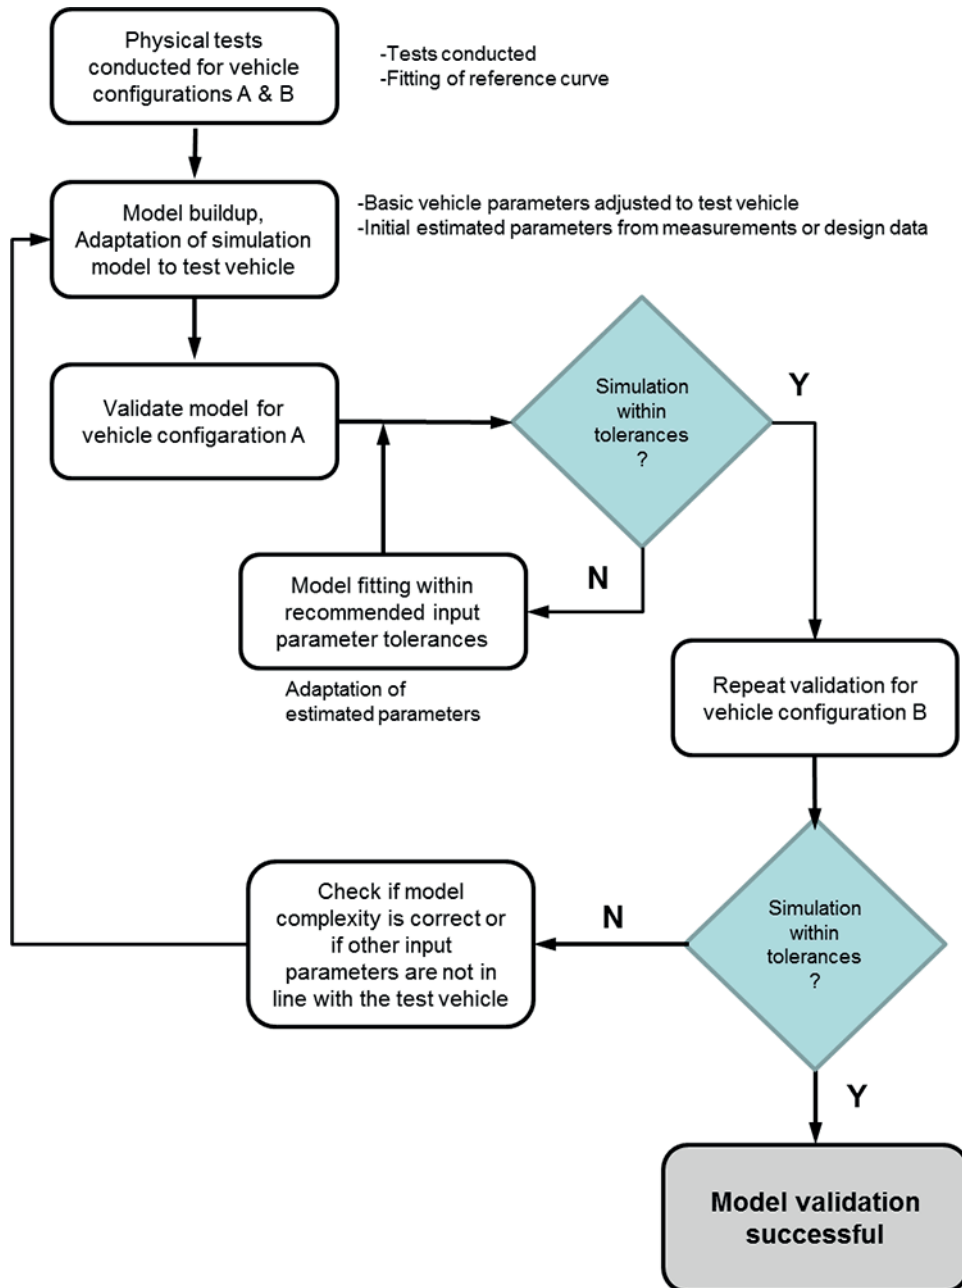 Physical tests
conducted for vehicle
configurations A & B
-Tests conducted
-Fitting of reference curve
Model buildup,
Adaptation of simulation
model to test vehicle
-Basic vehicle parameters adjusted to test vehicle
-Initial estimated parameters from measurements or design data
Validate model for
vehicle configaration A
Simulation
within
tolerances
?
Y
N
Model fitting within
recommended input
parameter tolerances
Adaptation of
estimated parameters
Repeat validation for
vehicle configuration B
Simulation
within
tolerances
?
N
Check if model
complexity is correct or
if other input
parameters are not in
line with the test vehicle
Y
Model validation
successful